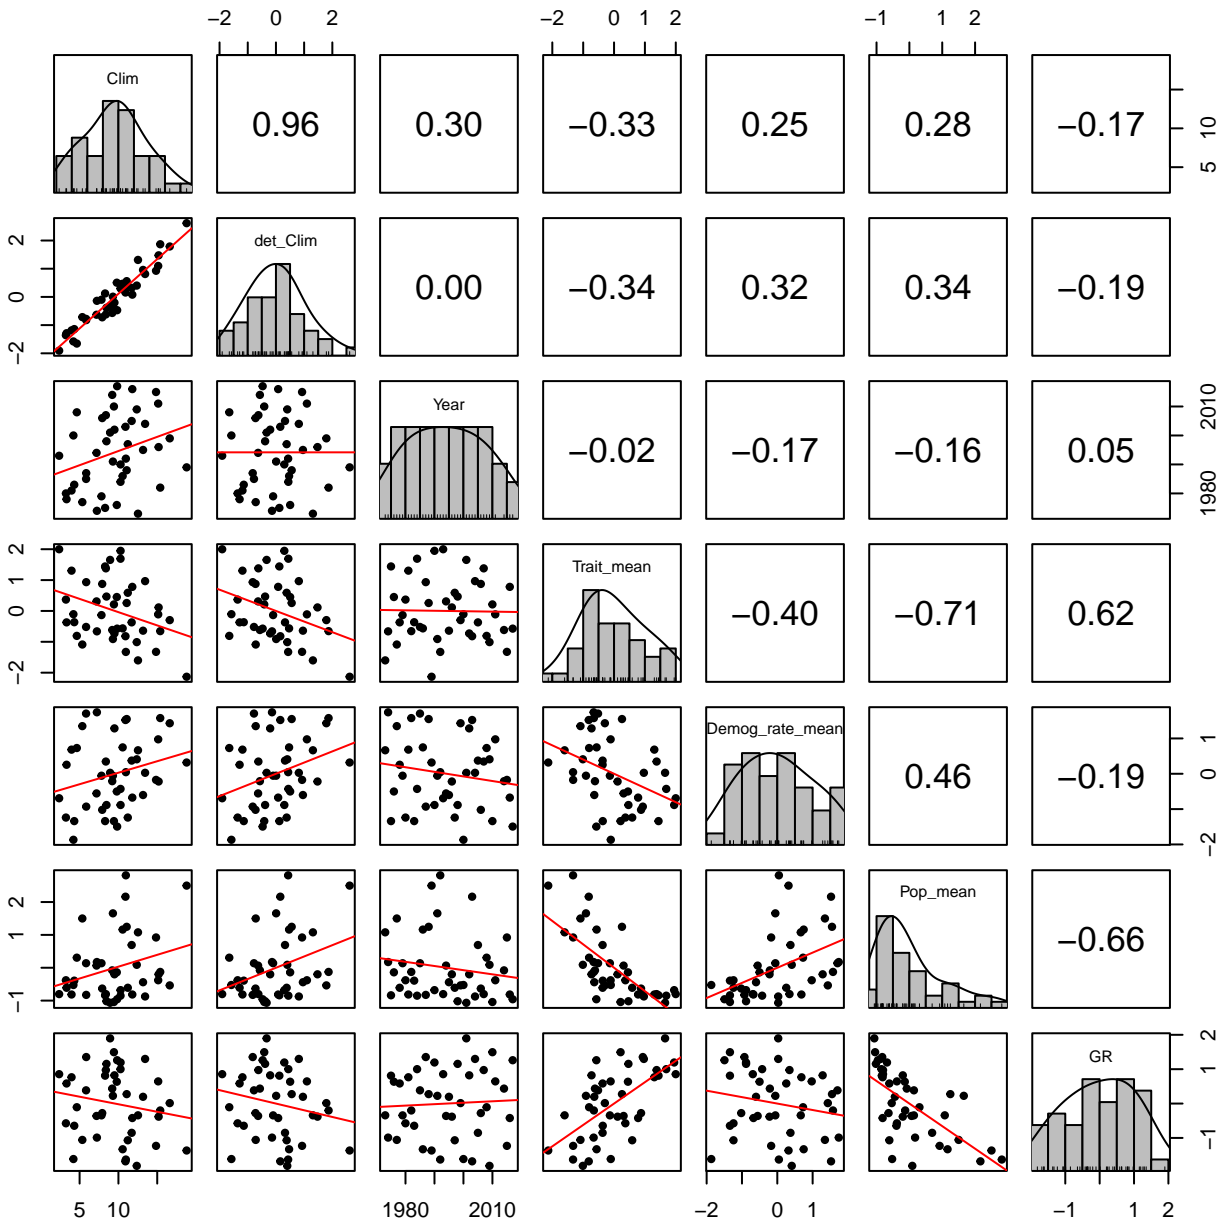 −2 0 2 −2 0 1 2 −1 1 2
Clim 0.96 0.30 −0.33 0.25 0.28 −0.17
5 10
−2 0 2
det_Clim 0.00 −0.34 0.32 0.34 −0.19
Year −0.02 −0.17 −0.16 0.05
1980 2010
−2 0 1 2
Trait_mean −0.40 −0.71 0.62
Demog_rate_mean 0.46 −0.19
−2 0 1
−1 1 2
Pop_mean −0.66
GR
−1 1 2
5 10 1980 2010 −2 0 1 −1 1 2